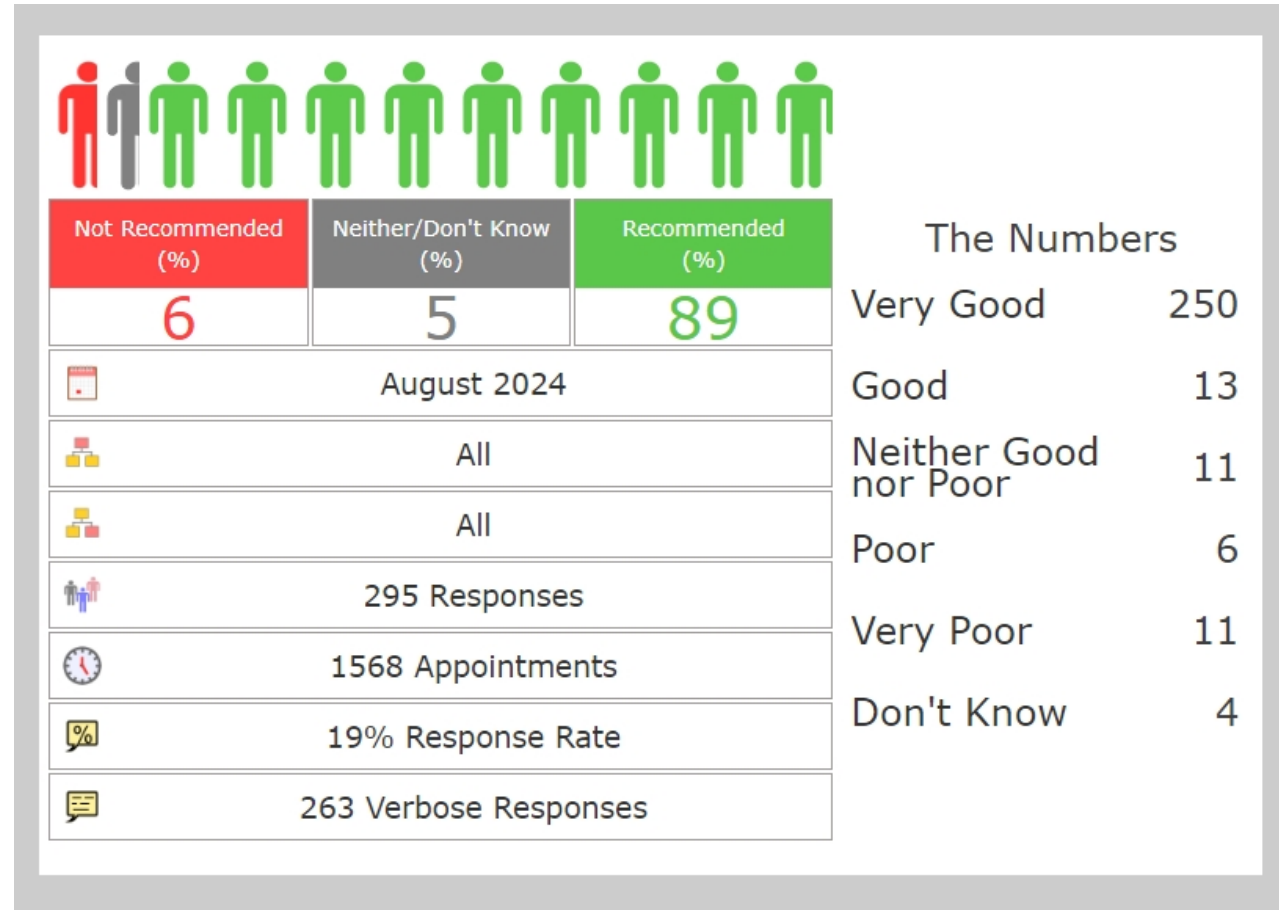 Not Recommended
(%)
Neither/Don't Know
(%)
Recommended
(%)
6
5
89
August 2024
All
All
295 Responses
1568 Appointments
%
19% Response Rate
263 Verbose Responses
The Numbers
Very Good 250
Good 13
Neither Good
nor Poor 11
Poor 6
Very Poor 11
Don't Know 4